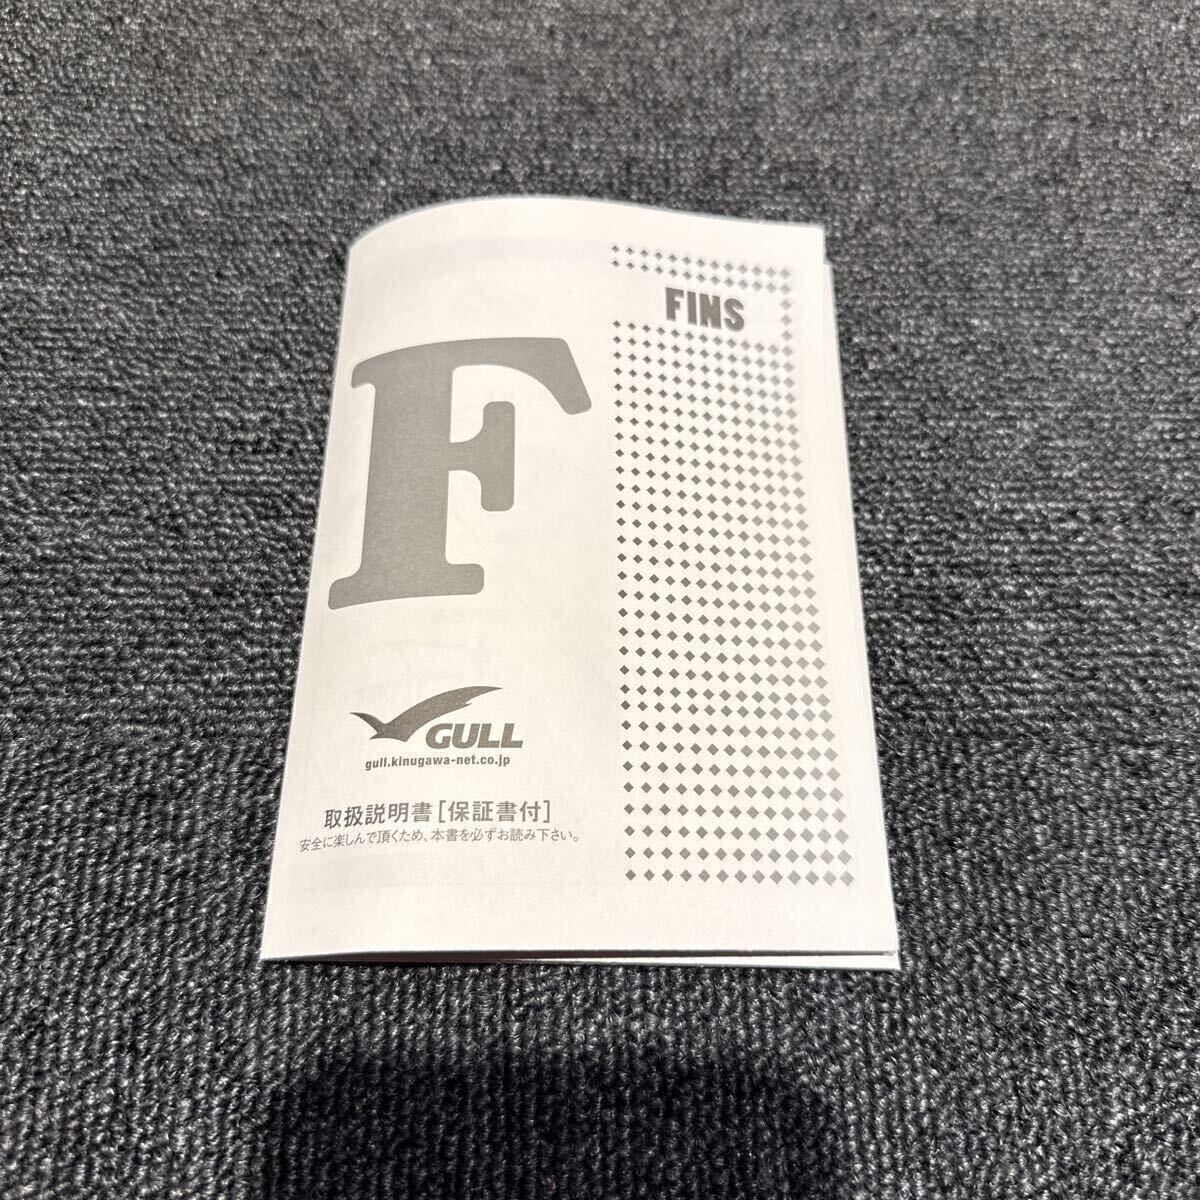 FINS
F
GULL
gull.kinugawa-net.co.jp
取扱説明書[保証書付]
安全に楽しんで頂くため、本書を必ずお読み下さい。